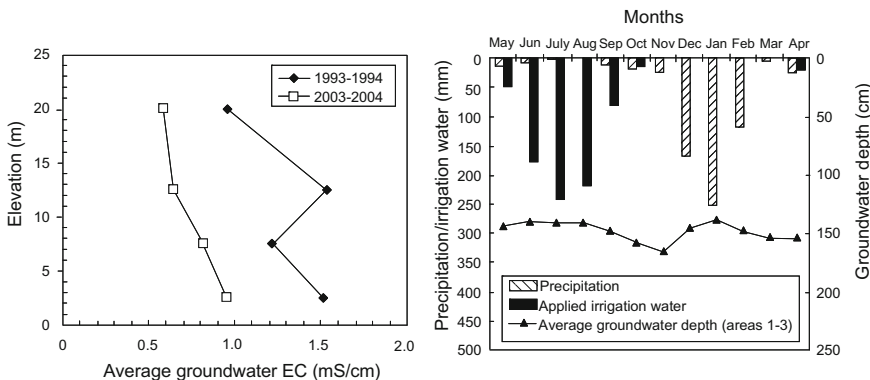 25
20
15
10
5
0
Elevation (m)
0 0.5 1.0 1.5 2.0
Average groundwater EC (mS/cm)
1993-1994
2003-2004
Months
May Jun July Aug Sep Oct Nov Dec Jan Feb Mar Apr
0
50
100
150
200
250
300
350
400
450
500
Precipitation/irrigation water (mm)
0
50
100
150
200
250
Groundwater depth (cm)
Precipitation
Applied irrigation water
Average groundwater depth (areas 1-3)